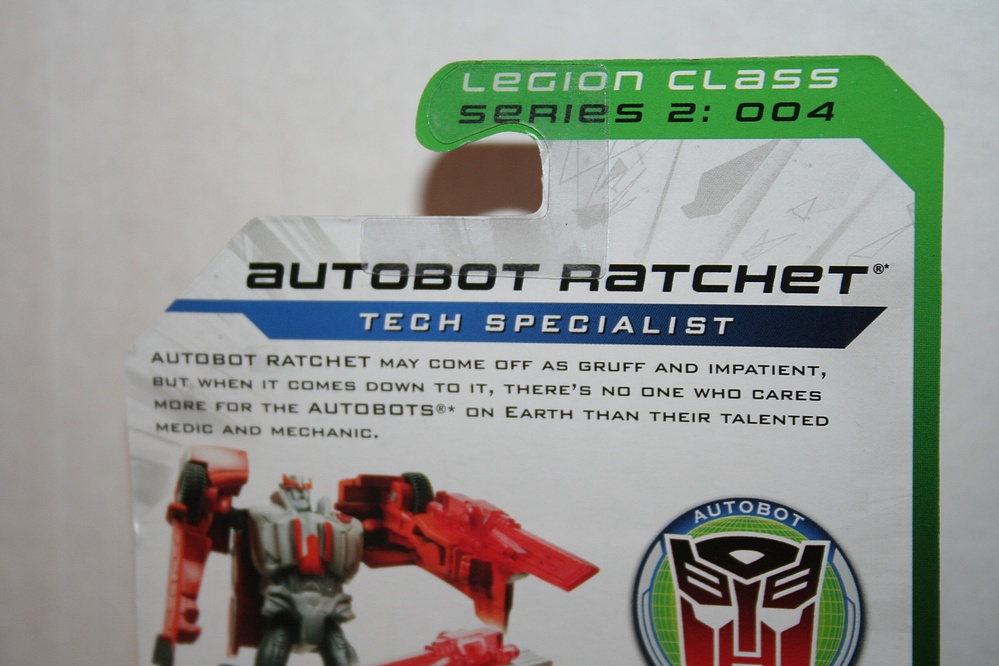 LEGION CLASS
SERIES 2: 004
AUTOBOT RATCHET®*
TECH SPECIALIST
AUTOBOT RATCHET MAY COME OFF AS GRUFF AND IMPATIENT,
BUT WHEN IT COMES DOWN TO IT, THERE'S NO ONE WHO CARES
MORE FOR THE AUTOBOTS®* ON EARTH THAN THEIR TALENTED
MEDIC AND MECHANIC.
AUTOBOT